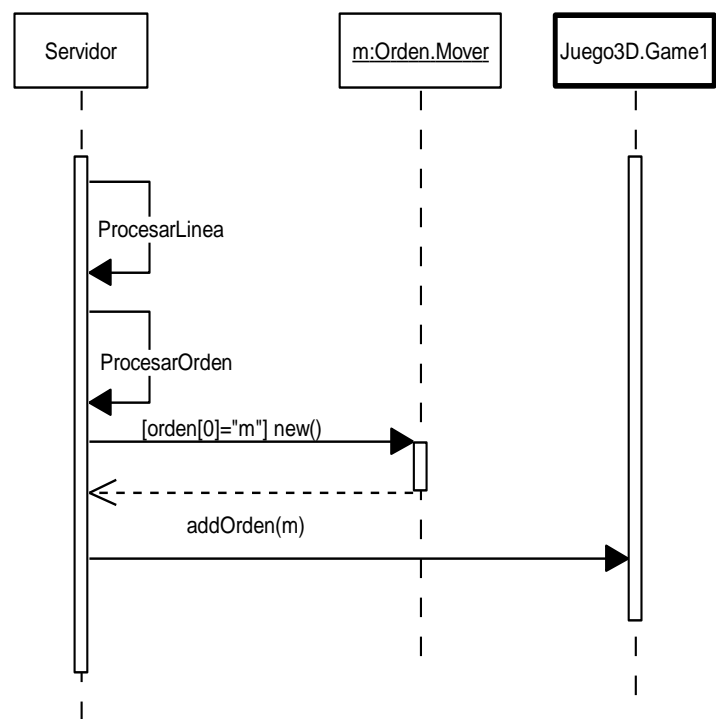 Servidor
m:Orden.Mover
Juego3D.Game1
ProcesarLinea
ProcesarOrden
[orden[0]="m"] new()
addOrden(m)